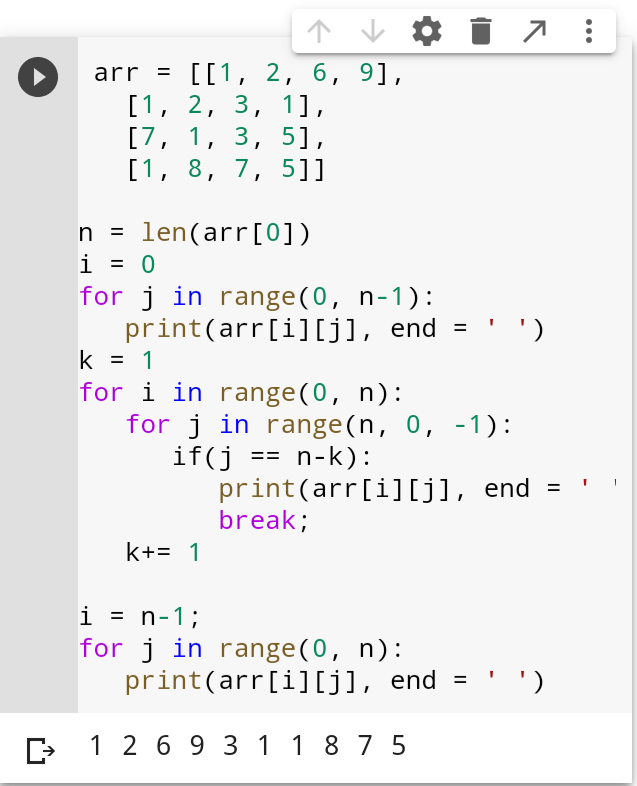 arr = [[1, 2, 6, 9],
[1, 2, 3, 1],
[7, 1, 3, 5],
[1, 8, 7, 5]]
n = len(arr[0])
i = 0
for j in range(0, n-1):
print(arr[i][j], end = ' ')
k = 1
for i in range(0, n):
for j in range(n, 0, -1):
if(j == n-k):
print(arr[i][j], end = ' '
break;
k+= 1
i = n-1;
for j in range(0, n):
print(arr[i][j], end = ' ')
1 2 6 9 3 1 1 8 7 5